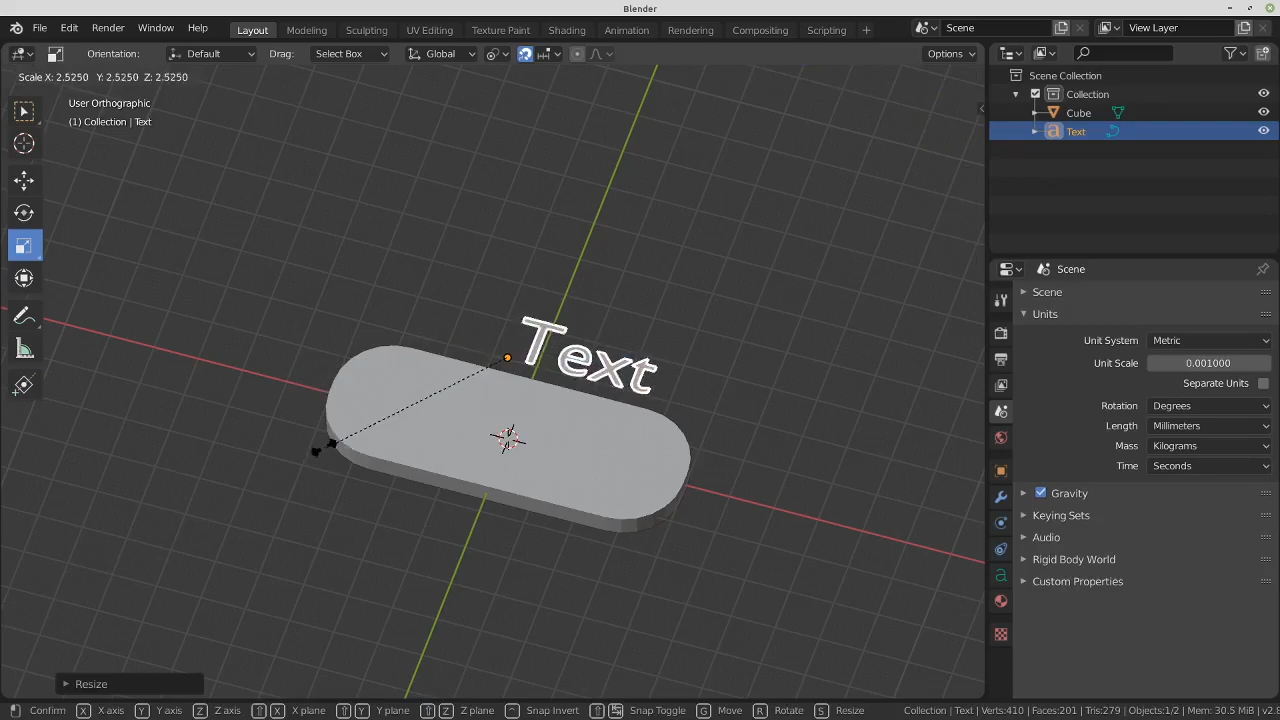 Blender
File Edit Render Window Help
Layout Modeling Sculpting UV Editing Texture Paint Shading Animation Rendering Compositing Scripting +
Scene
View Layer
Orientation: Default Drag: Select Box Global Options
Scale X: 2.5250 Y: 2.5250 Z: 2.5250
User Orthographic
(1) Collection | Text
Text
Resize
Scene Collection
Collection
Cube
a Text
Scene
Scene
Units
Unit System Metric
Unit Scale 0.001000
Separate Units
Rotation Degrees
Length Millimeters
Mass Kilograms
Time Seconds
Gravity
Keying Sets
Audio
Rigid Body World
Custom Properties
Confirm X X axis Y Y axis Z Z axis X X plane Y Y plane Z Z plane Snap Invert Snap Toggle G Move R Rotate S Resize Collection | Text | Verts:410 | Faces:201 | Tris:279 | Objects:1/2 | Mem: 30.5 MiB | v2.8